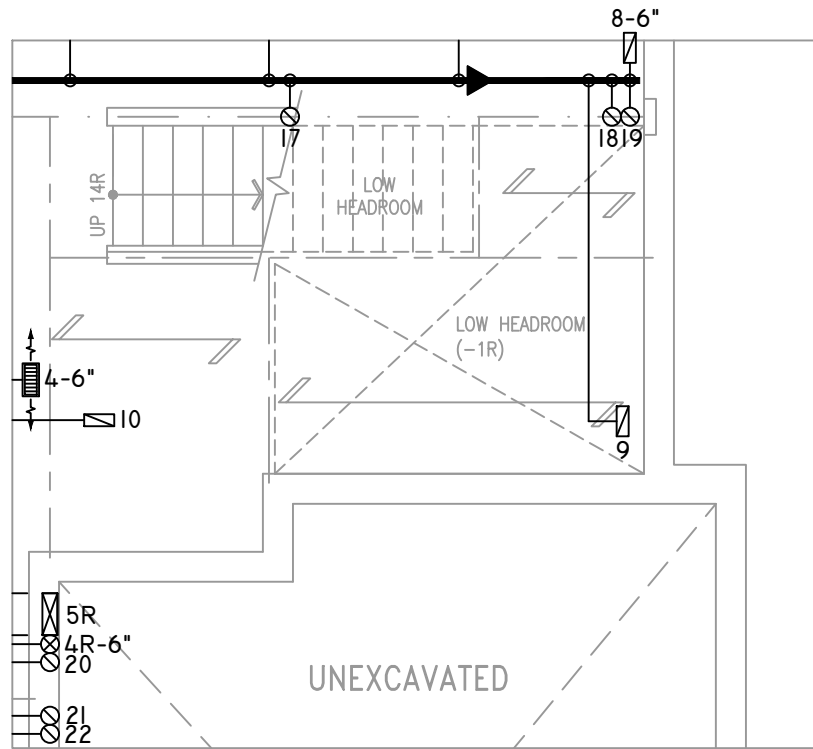 8-6"
17
18
19
UP 14R
LOW
HEADROOM
LOW HEADROOM
(-1R)
4-6"
10
9
5R
4R-6"
20
UNEXCAVATED
21
22